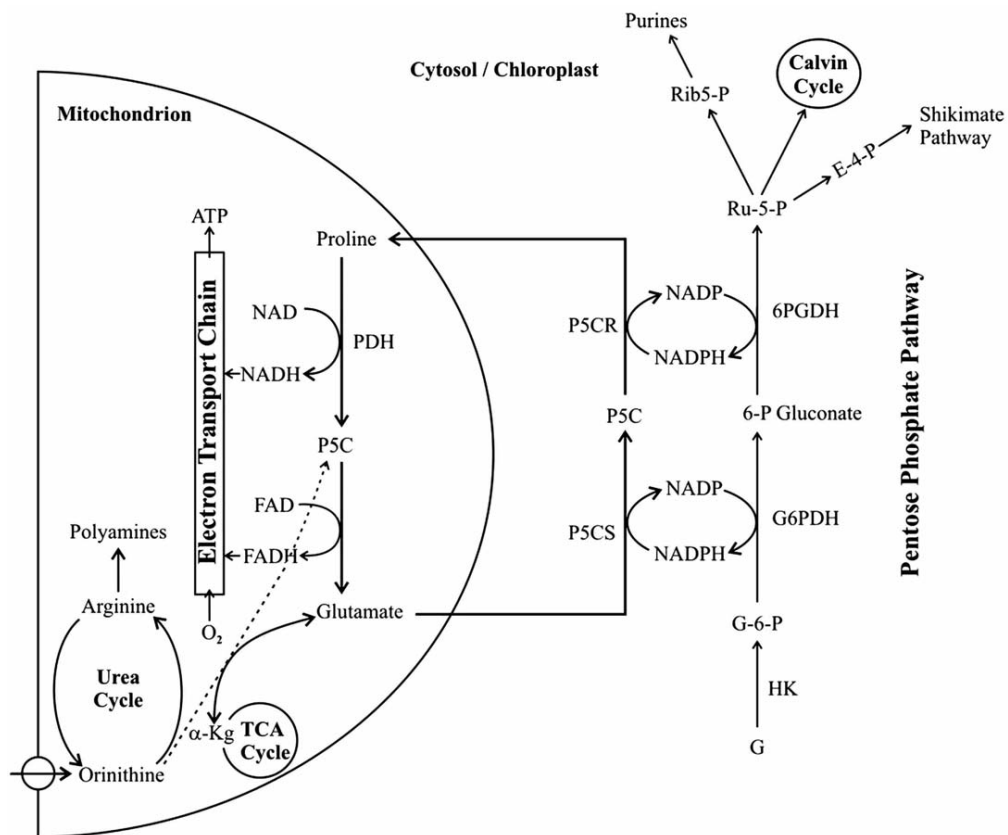 Purines
Cytosol / Chloroplast
Calvin
Cycle
Rib5-P
Mitochondrion
Shikimate
Pathway
E-4-P
Ru-5-P
ATP
Proline
Electron Transport Chain
NAD
PDH
NADH
P5CR
NADP
NADPH
6PGDH
Pentose Phosphate Pathway
P5C
P5C
6-P Gluconate
FAD
FADH
P5CS
NADP
NADPH
G6PDH
Polyamines
Arginine
O2
Glutamate
G-6-P
Urea
Cycle
HK
α-Kg
TCA
Cycle
G
Orinithine